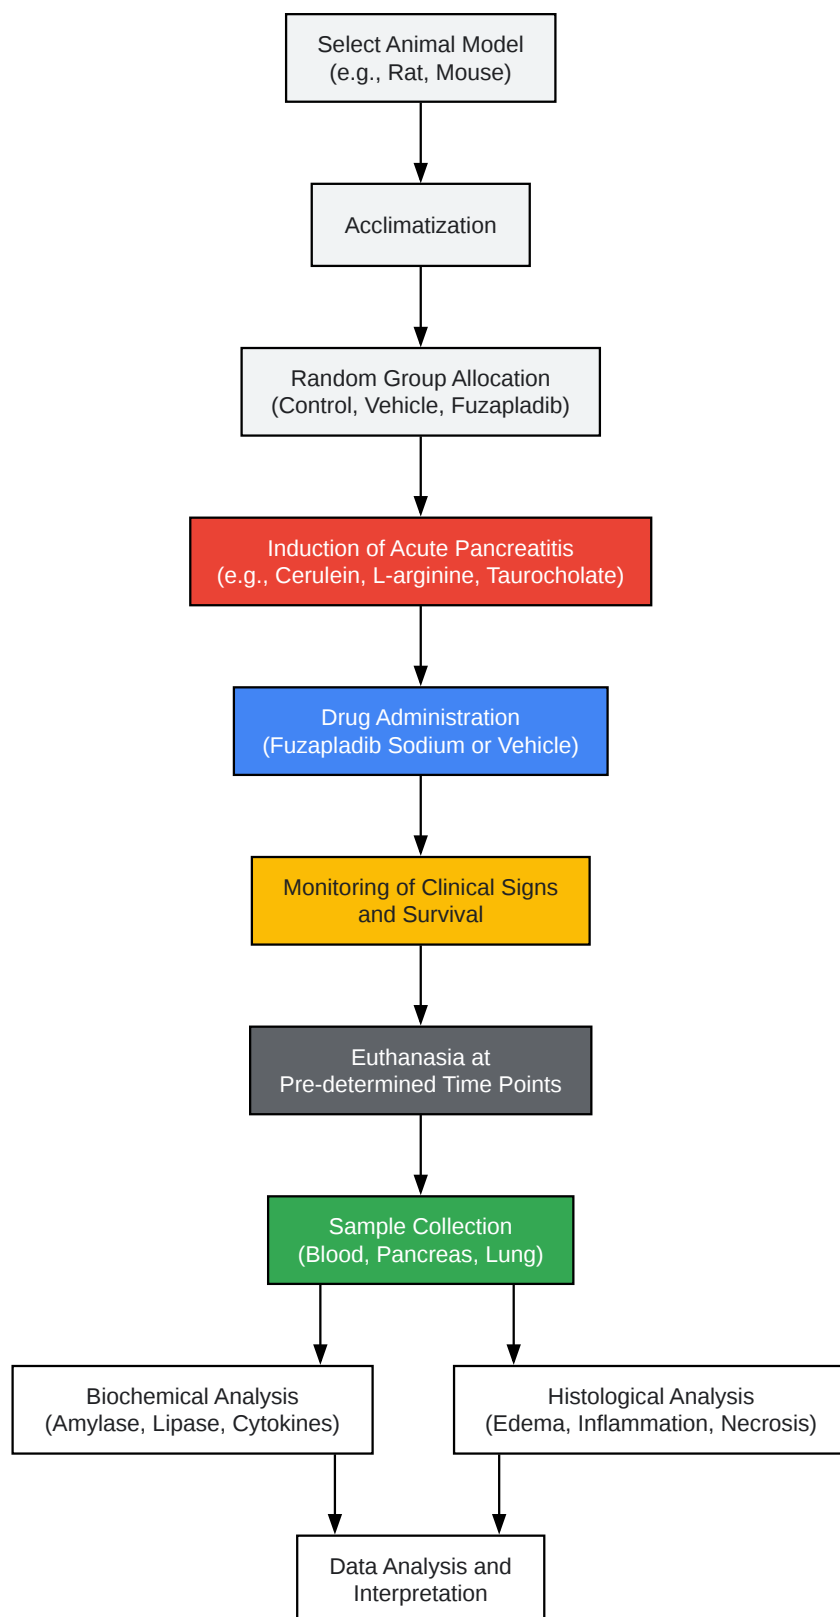 Select Animal Model
(e.g., Rat, Mouse)
Acclimatization
Random Group Allocation
(Control, Vehicle, Fuzapladib)
Induction of Acute Pancreatitis
(e.g., Cerulein, L-arginine, Taurocholate)
Drug Administration
(Fuzapladib Sodium or Vehicle)
Monitoring of Clinical Signs
and Survival
Euthanasia at
Pre-determined Time Points
Sample Collection
(Blood, Pancreas, Lung)
Biochemical Analysis
(Amylase, Lipase, Cytokines)
Histological Analysis
(Edema, Inflammation, Necrosis)
Data Analysis and
Interpretation